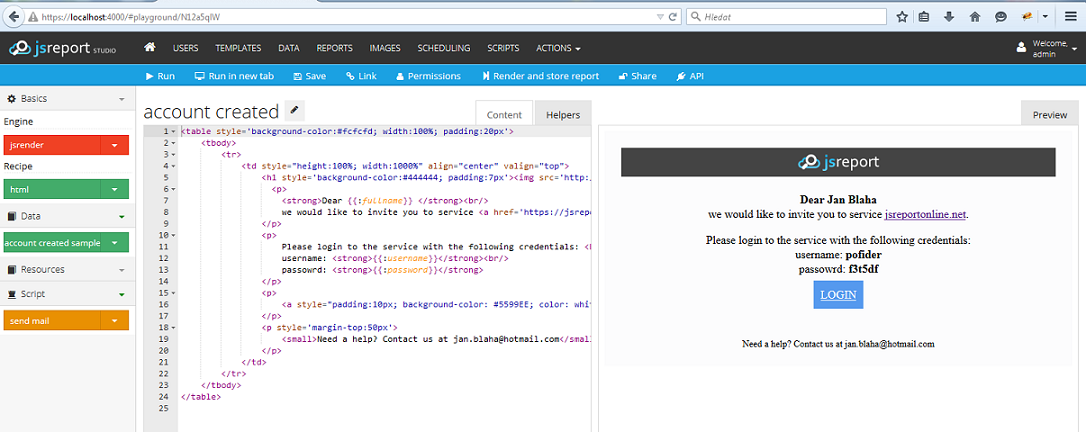 https://localhost:4000/#playground/N12a5qlW
Hledat
jsreport STUDIO
USERS TEMPLATES DATA REPORTS IMAGES SCHEDULING SCRIPTS ACTIONS
Welcome, admin
Run Run in new tab Save Link Permissions Render and store report Share API
Basics
Engine
jsrender
Recipe
html
Data
account created sample
Resources
Script
send mail
account created
Content Helpers
1 <table style='background-color:#fcfcfd; width:100%; padding:20px'>
2 <tbody>
3 <tr>
4 <td style="height:100%; width:1000%" align="center" valign="top">
5 <h1 style='background-color:#444444; padding:7px'><img src='http:
6 <p>
7 <strong>Dear {{:fullname}} </strong><br/>
8 we would like to invite you to service <a href='https://jsrepo
9 </p>
10 <p>
11 Please login to the service with the following credentials: <b
12 username: <strong>{{:username}}</strong><br/>
13 passowrd: <strong>{{:password}}</strong>
14 </p>
15 <p>
16 <a style="padding:10px; background-color: #5599EE; color: whit
17 </p>
18 <p style='margin-top:50px'>
19 <small>Need a help? Contact us at jan.blaha@hotmail.com</small
20 </p>
21 </td>
22 </tr>
23 </tbody>
24 </table>
25
Preview
jsreport
Dear Jan Blaha
we would like to invite you to service jsreportonline.net.
Please login to the service with the following credentials:
username: pofider
passowrd: f3t5df
LOGIN
Need a help? Contact us at jan.blaha@hotmail.com